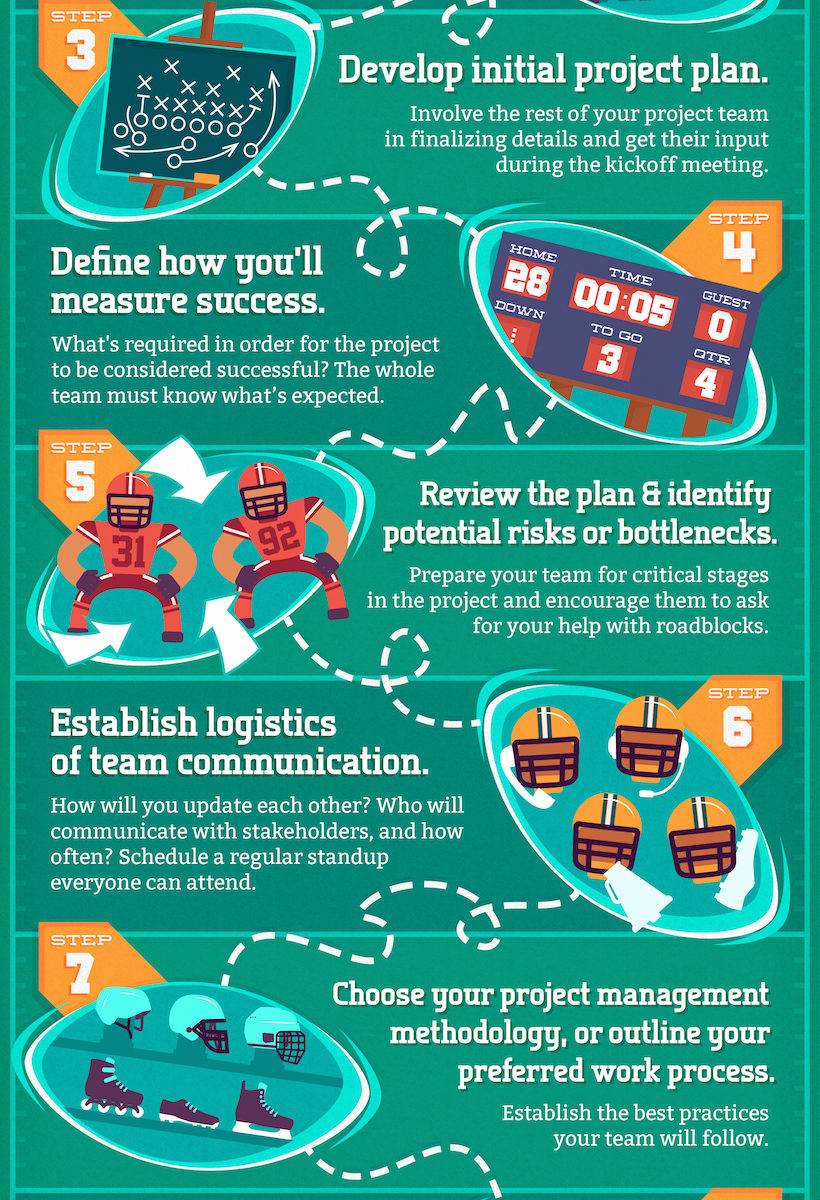 STEP
3
Develop initial project plan.
Involve the rest of your project team
in finalizing details and get their input
during the kickoff meeting.
STEP
4
Define how you'll
measure success.
What's required in order for the project
to be considered successful? The whole
team must know what’s expected.
HOME
28
TIME
00:05
GUEST
0
DOWN
TO GO
3
QTR
4
STEP
5
31
92
Review the plan & identify
potential risks or bottlenecks.
Prepare your team for critical stages
in the project and encourage them to ask
for your help with roadblocks.
STEP
6
Establish logistics
of team communication.
How will you update each other? Who will
communicate with stakeholders, and how
often? Schedule a regular standup
everyone can attend.
STEP
7
Choose your project management
methodology, or outline your
preferred work process.
Establish the best practices
your team will follow.